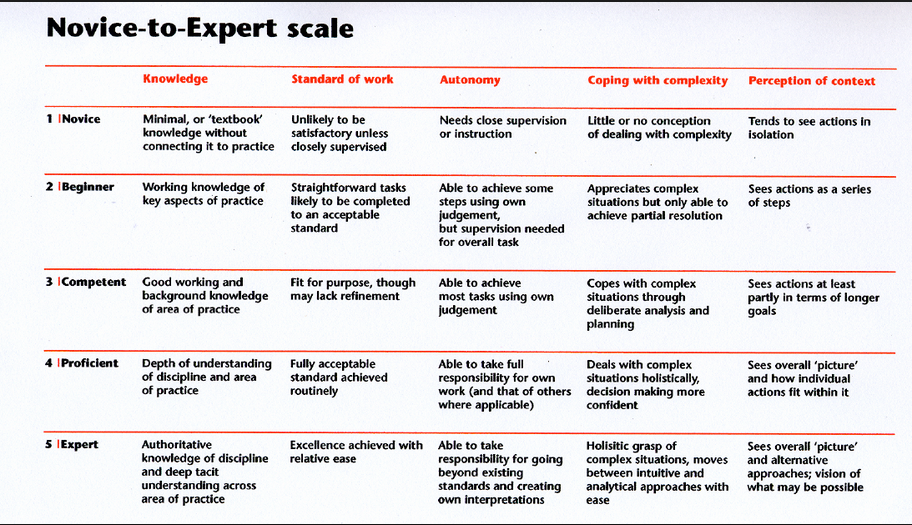 Novice-to-Expert scale
Knowledge
Standard of work
Autonomy
Coping with complexity
Perception of context
1 |Novice
Minimal, or ‘textbook’
knowledge without
connecting it to practice
Unlikely to be
satisfactory unless
closely supervised
Needs close supervision
or instruction
Little or no conception
of dealing with complexity
Tends to see actions in
isolation
2 |Beginner
Working knowledge of
key aspects of practice
Straightforward tasks
likely to be completed
to an acceptable
standard
Able to achieve some
steps using own
judgement,
but supervision needed
for overall task
Appreciates complex
situations but only able to
achieve partial resolution
Sees actions as a series
of steps
3 |Competent
Good working and
background knowledge
of area of practice
Fit for purpose, though
may lack refinement
Able to achieve
most tasks using own
judgement
Copes with complex
situations through
deliberate analysis and
planning
Sees actions at least
partly in terms of longer
goals
4 |Proficient
Depth of understanding
of discipline and area
of practice
Fully acceptable
standard achieved
routinely
Able to take full
responsibility for own
work (and that of others
where applicable)
Deals with complex
situations holistically,
decision making more
confident
Sees overall ‘picture’
and how individual
actions fit within it
5 |Expert
Authoritative
knowledge of discipline
and deep tacit
understanding across
area of practice
Excellence achieved with
relative ease
Able to take
responsibility for going
beyond existing
standards and creating
own interpretations
Holisitic grasp of
complex situations, moves
between intuitive and
analytical approaches with
ease
Sees overall ‘picture’
and alternative
approaches; vision of
what may be possible